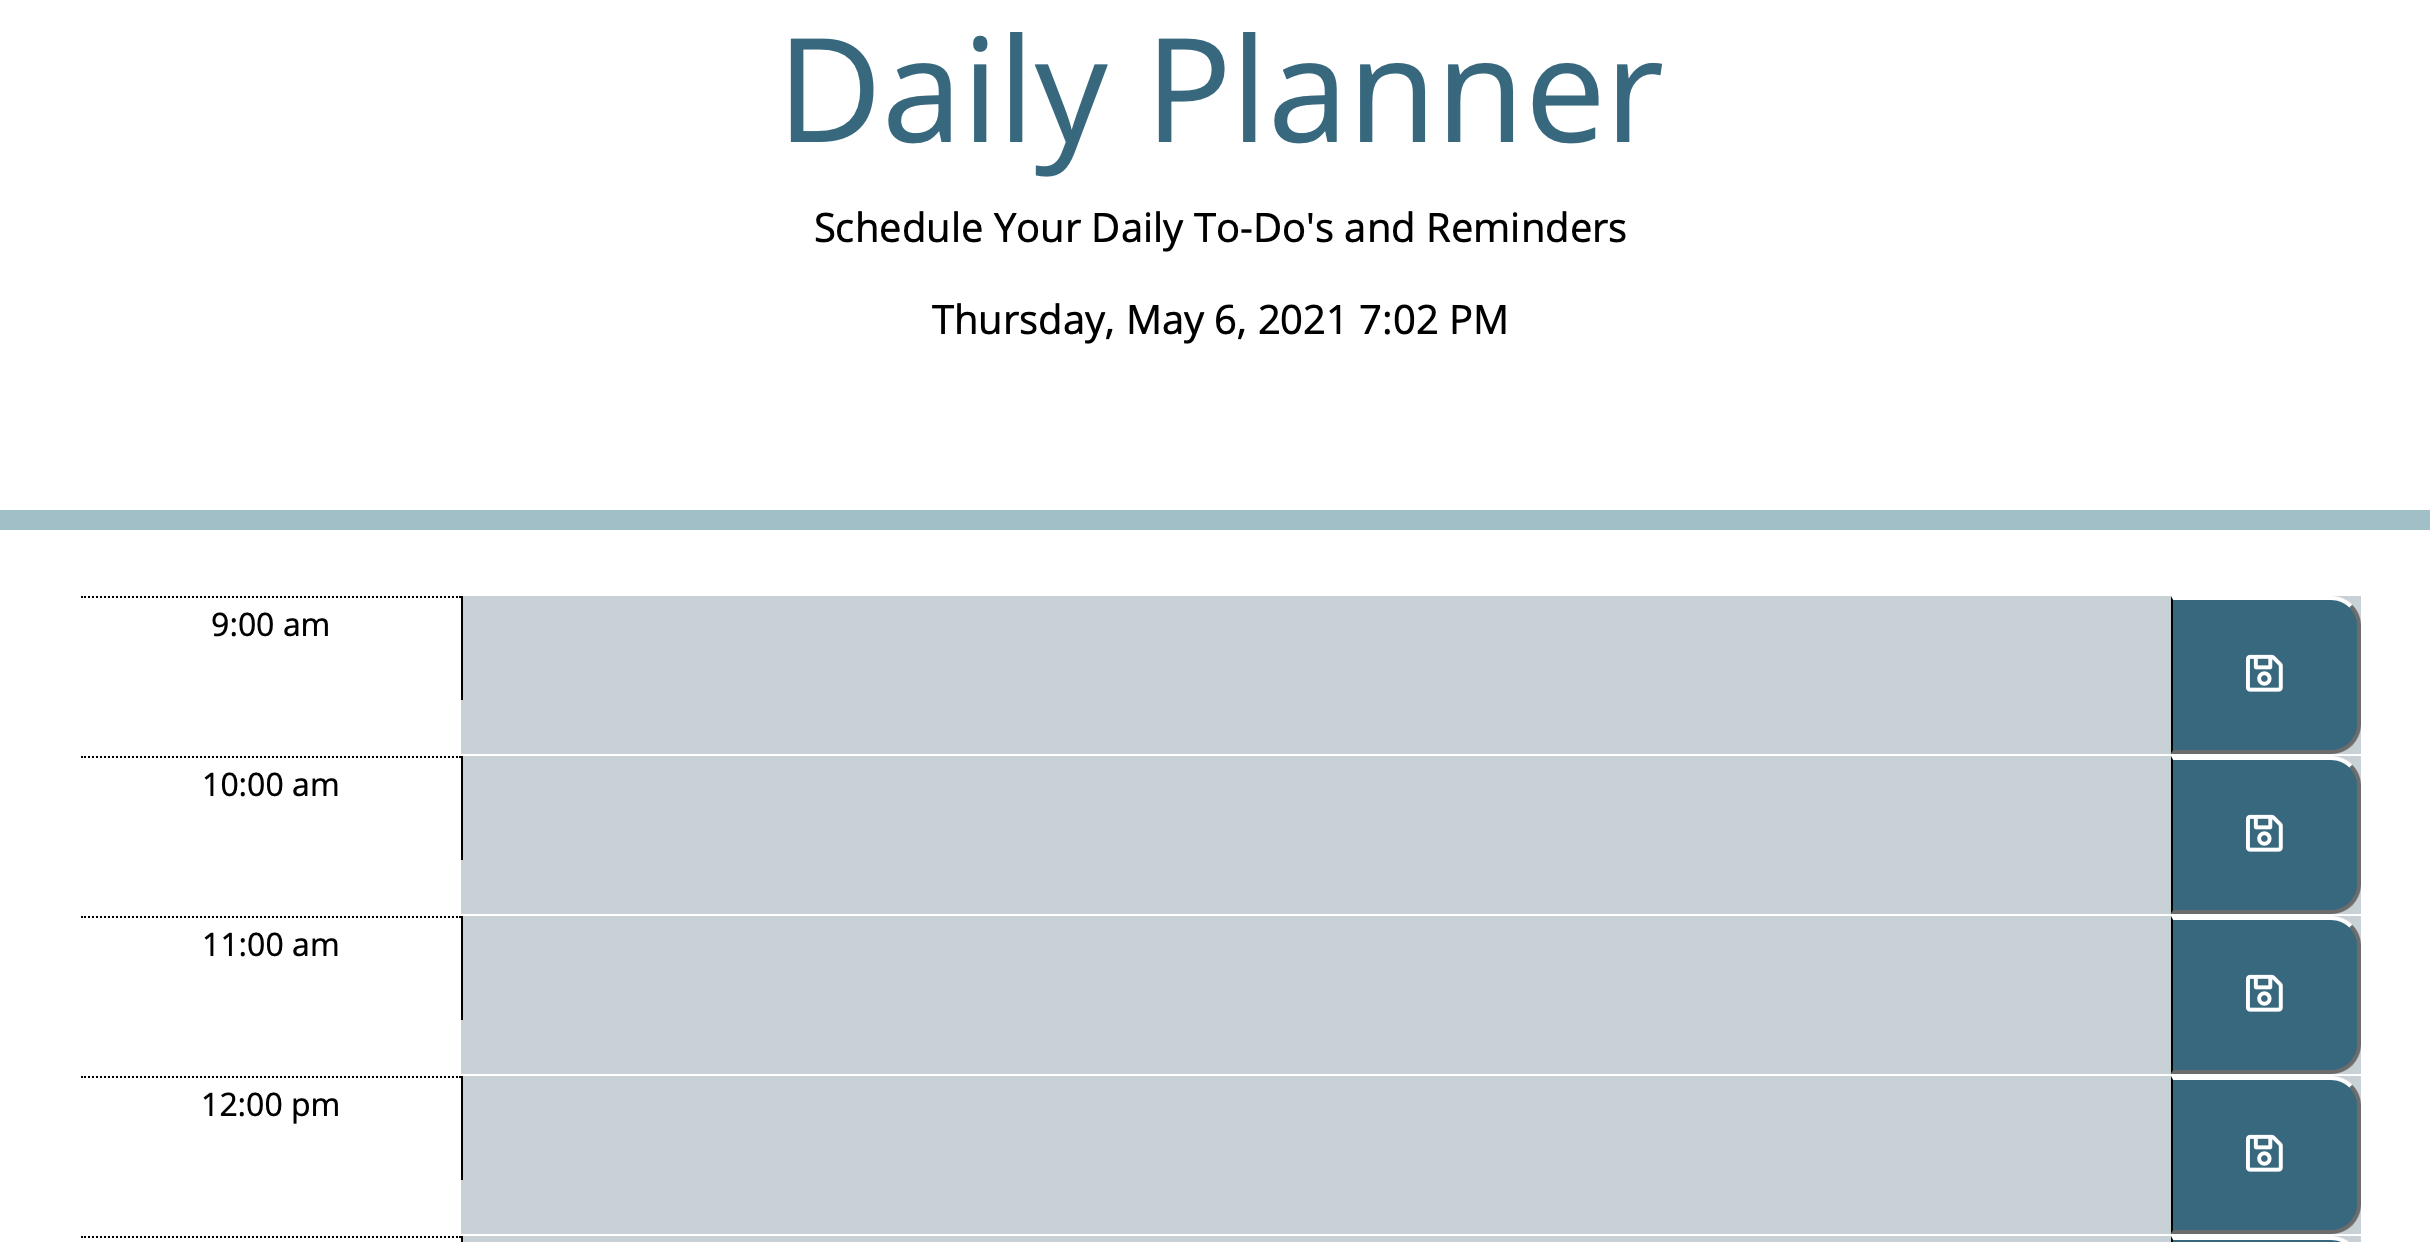 Daily Planner
Schedule Your Daily To-Do's and Reminders
Thursday, May 6, 2021 7:02 PM
9:00 am
10:00 am
11:00 am
12:00 pm